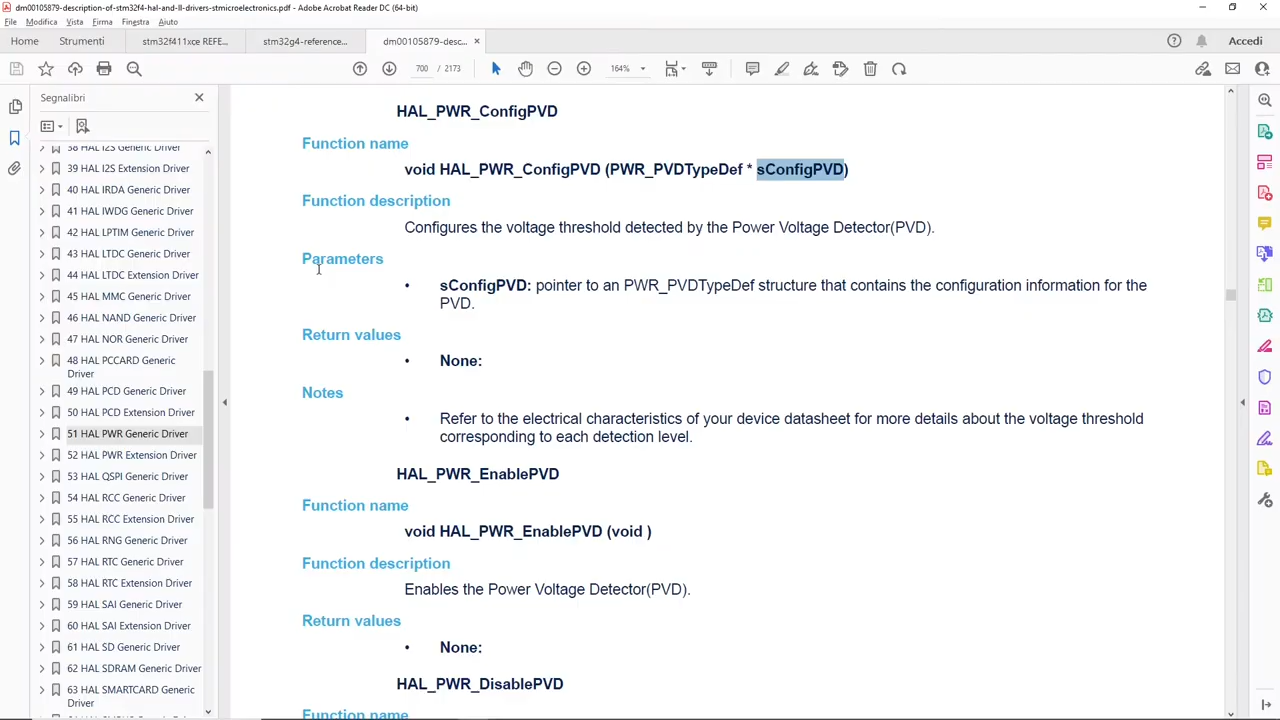 dm00105879-description-of-stm32f4-hal-and-ll-drivers-stmicroelectronics.pdf - Adobe Acrobat Reader DC (64-bit)
File Modifica Vista Firma Finestra Aiuto
Home Strumenti stm32f411xce REFE... stm32g4-reference... dm00105879-desc... × Accedi
700 / 2173 164%
Segnalibri
38 HAL I2S Generic Driver
39 HAL I2S Extension Driver
40 HAL IRDA Generic Driver
41 HAL IWDG Generic Driver
42 HAL LPTIM Generic Driver
43 HAL LTDC Generic Driver
44 HAL LTDC Extension Driver
45 HAL MMC Generic Driver
46 HAL NAND Generic Driver
47 HAL NOR Generic Driver
48 HAL PCCARD Generic
Driver
49 HAL PCD Generic Driver
50 HAL PCD Extension Driver
51 HAL PWR Generic Driver
52 HAL PWR Extension Driver
53 HAL QSPI Generic Driver
54 HAL RCC Generic Driver
55 HAL RCC Extension Driver
56 HAL RNG Generic Driver
57 HAL RTC Generic Driver
58 HAL RTC Extension Driver
59 HAL SAI Generic Driver
60 HAL SAI Extension Driver
61 HAL SD Generic Driver
62 HAL SDRAM Generic Driver
63 HAL SMARTCARD Generic
Driver
HAL_PWR_ConfigPVD
Function name
void HAL_PWR_ConfigPVD (PWR_PVDTypeDef * sConfigPVD)
Function description
Configures the voltage threshold detected by the Power Voltage Detector(PVD).
Parameters
• sConfigPVD: pointer to an PWR_PVDTypeDef structure that contains the configuration information for the
PVD.
Return values
• None:
Notes
• Refer to the electrical characteristics of your device datasheet for more details about the voltage threshold
corresponding to each detection level.
HAL_PWR_EnablePVD
Function name
void HAL_PWR_EnablePVD (void )
Function description
Enables the Power Voltage Detector(PVD).
Return values
• None:
HAL_PWR_DisablePVD
Function name